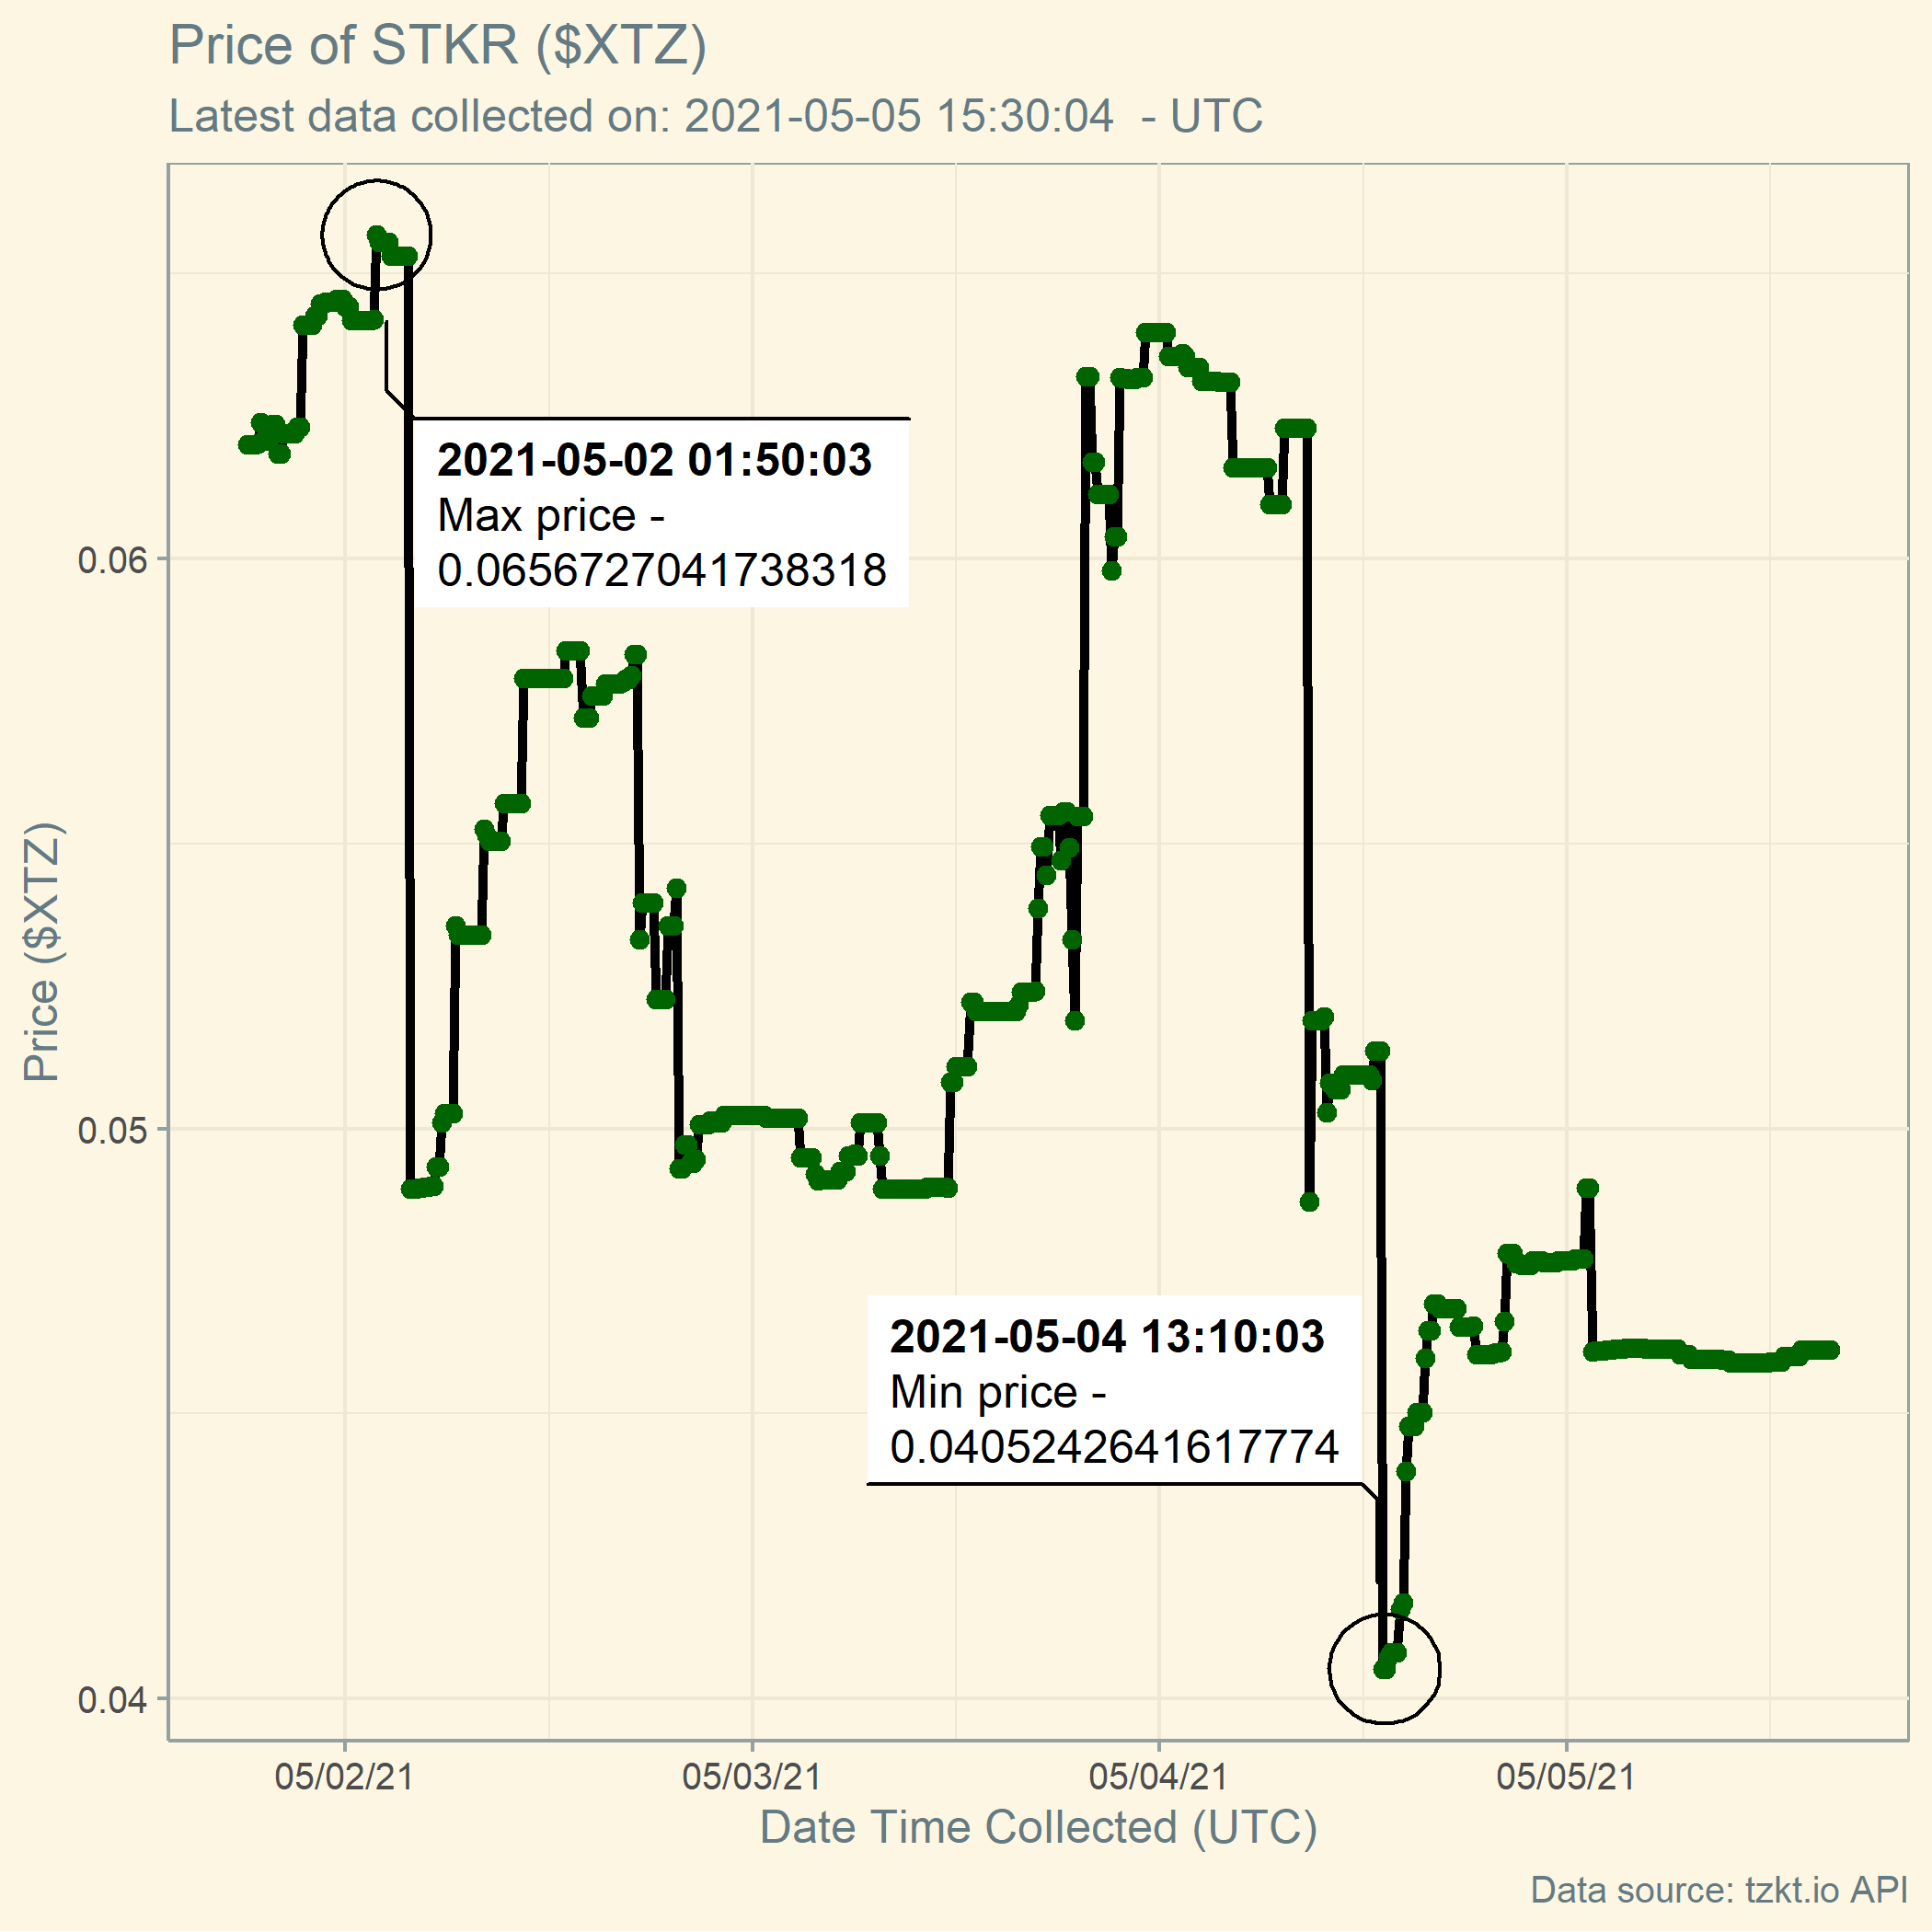 Price of STKR ($XTZ)
Latest data collected on: 2021-05-05 15:30:04  - UTC
Price ($XTZ)
0.06
0.05
0.04
2021-05-02 01:50:03
Max price -
0.0656727041738318
2021-05-04 13:10:03
Min price -
0.0405242641617774
05/02/21
05/03/21
05/04/21
05/05/21
Date Time Collected (UTC)
Data source: tzkt.io API